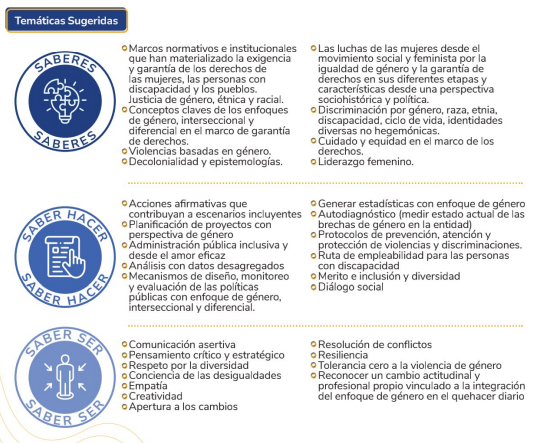 Temáticas Sugeridas
SABERES
SABERES
Marcos normativos e institucionales
que han materializado la exigencia
y garantía de los derechos de
las mujeres, las personas con
discapacidad y los pueblos.
Justicia de género, étnica y racial.
Conceptos claves de los enfoques
de género, interseccional y
diferencial en el marco de garantía
de derechos.
Violencias basadas en género.
Decolonialidad y epistemologías.
Las luchas de las mujeres desde el
movimiento social y feminista por la
igualdad de género y la garantía de
derechos en sus diferentes etapas y
características desde una perspectiva
sociohistórica y política.
Discriminación por género, raza, etnia,
discapacidad, ciclo de vida, identidades
diversas no hegemónicas.
Cuidado y equidad en el marco de los
derechos.
Liderazgo femenino.
SABER HACER
SABER HACER
Acciones afirmativas que
contribuyan a escenarios incluyentes
Planificación de proyectos con
perspectiva de género
Administración pública inclusiva y
desde el amor eficaz
Análisis con datos desagregados
Mecanismos de diseño, monitoreo
y evaluación de las políticas
públicas con enfoque de género,
interseccional y diferencial.
Generar estadísticas con enfoque de género
Autodiagnóstico (medir estado actual de las
brechas de género en la entidad)
Protocolos de prevención, atención y
protección de violencias y discriminaciones.
Ruta de empleabilidad para las personas
con discapacidad
Merito e inclusión y diversidad
Diálogo social
SABER SER
SABER SER
Comunicación asertiva
Pensamiento crítico y estratégico
Respeto por la diversidad
Conciencia de las desigualdades
Empatía
Creatividad
Apertura a los cambios
Resolución de conflictos
Resiliencia
Tolerancia cero a la violencia de género
Reconocer un cambio actitudinal y
profesional propio vinculado a la integración
del enfoque de género en el quehacer diario